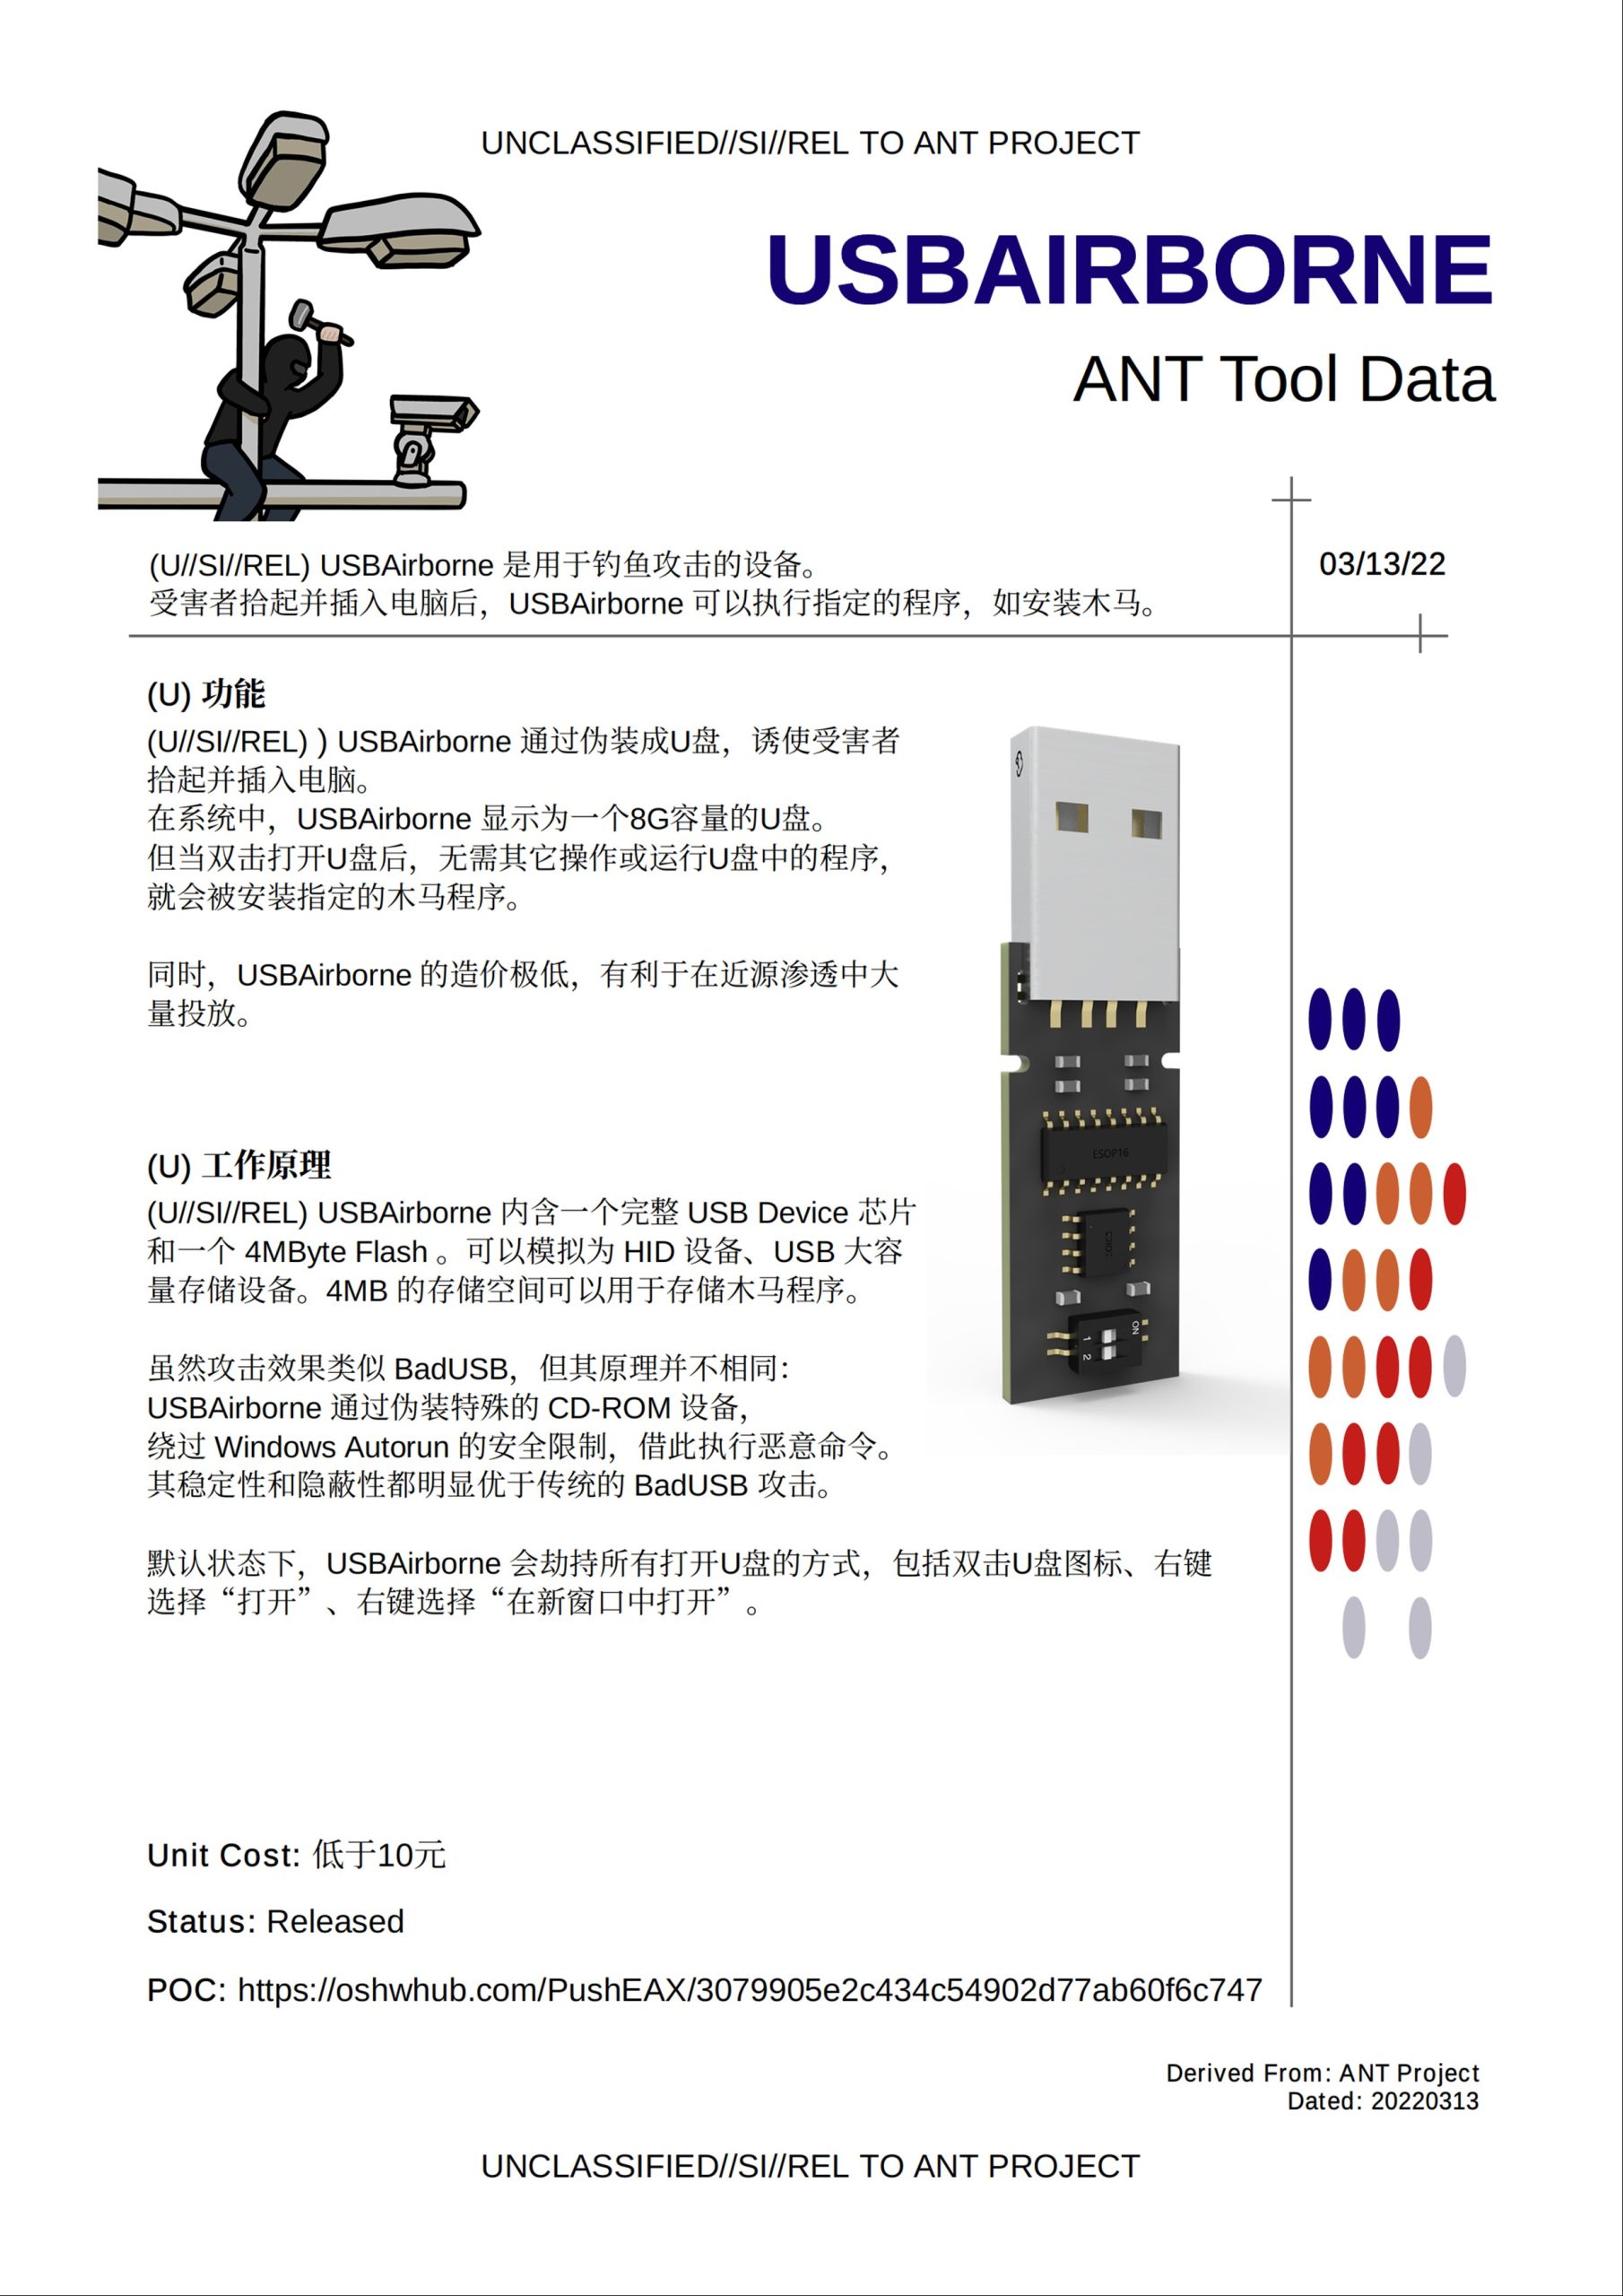 UNCLASSIFIED//SI//REL TO ANT PROJECT
USBAIRBORNE
ANT Tool Data
(U//SI//REL) USBAirborne 是用于钓鱼攻击的设备。
受害者拾起并插入电脑后，USBAirborne 可以执行指定的程序，如安装木马。
03/13/22
(U) 功能
(U//SI//REL) ) USBAirborne 通过伪装成U盘，诱使受害者
拾起并插入电脑。
在系统中，USBAirborne 显示为一个8G容量的U盘。
但当双击打开U盘后，无需其它操作或运行U盘中的程序，
就会被安装指定的木马程序。
同时，USBAirborne 的造价极低，有利于在近源渗透中大
量投放。
(U) 工作原理
(U//SI//REL) USBAirborne 内含一个完整 USB Device 芯片
和一个 4MByte Flash 。可以模拟为 HID 设备、USB 大容
量存储设备。4MB 的存储空间可以用于存储木马程序。
虽然攻击效果类似 BadUSB，但其原理并不相同：
USBAirborne 通过伪装特殊的 CD-ROM 设备，
绕过 Windows Autorun 的安全限制，借此执行恶意命令。
其稳定性和隐蔽性都明显优于传统的 BadUSB 攻击。
默认状态下，USBAirborne 会劫持所有打开U盘的方式，包括双击U盘图标、右键
选择“打开”、右键选择“在新窗口中打开”。
ESOP16
ON
1
2
Unit Cost: 低于10元
Status: Released
POC: https://oshwhub.com/PushEAX/3079905e2c434c54902d77ab60f6c747
Derived From: ANT Project
Dated: 20220313
UNCLASSIFIED//SI//REL TO ANT PROJECT